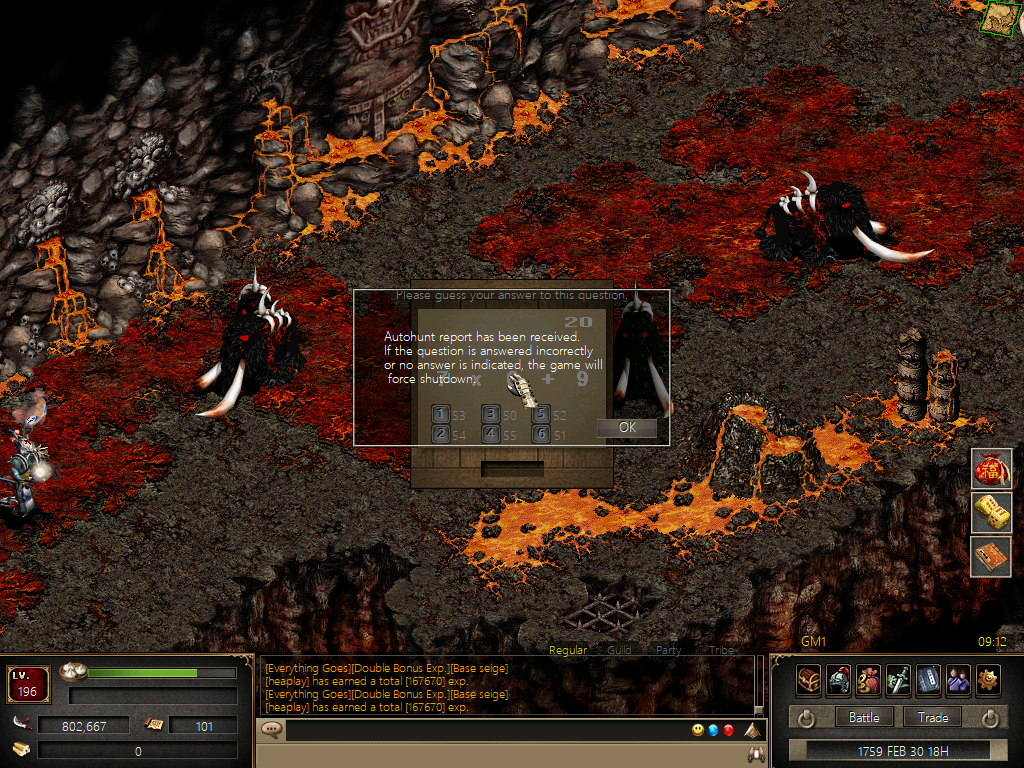 Please guess your answer to this question.
20
Autohunt report has been received.
If the question is answered incorrectly
or no answer is indicated, the game will
force shutdown.
x + 9
1 53 3 50 5 52
2 54 4 55 6 51
OK
GM1 09:12
Regular Guild Party Tribe
LV. 196
[Everything Goes][Double Bonus Exp.][Base seige]
[heaplay] has earned a total [167670] exp.
[Everything Goes][Double Bonus Exp.][Base seige]
[heaplay] has earned a total [167670] exp.
802,667 101
0
Battle Trade
1759 FEB 30 18H
福